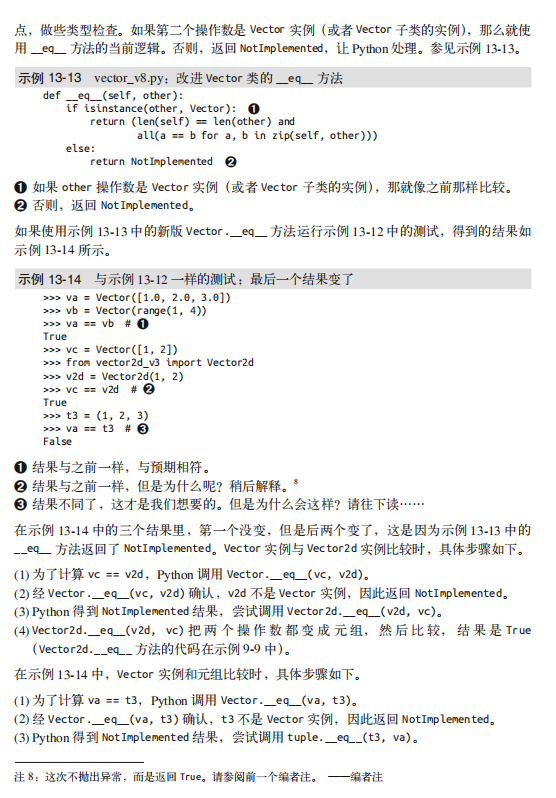 点，做些类型检查。如果第二个操作数是 Vector 实例（或者 Vector 子类的实例），那么就使
用 __eq__ 方法的当前逻辑。否则，返回 NotImplemented，让 Python 处理。参见示例 13-13。
示例 13-13 vector_v8.py：改进 Vector 类的 __eq__ 方法
def __eq__(self, other):
    if isinstance(other, Vector): ❶
        return (len(self) == len(other) and
                all(a == b for a, b in zip(self, other)))
    else:
        return NotImplemented ❷
❶ 如果 other 操作数是 Vector 实例（或者 Vector 子类的实例），那就像之前那样比较。
❷ 否则，返回 NotImplemented。
如果使用示例 13-13 中的新版 Vector.__eq__ 方法运行示例 13-12 中的测试，得到的结果如
示例 13-14 所示。
示例 13-14 与示例 13-12 一样的测试：最后一个结果变了
>>> va = Vector([1.0, 2.0, 3.0])
>>> vb = Vector(range(1, 4))
>>> va == vb # ❶
True
>>> vc = Vector([1, 2])
>>> from vector2d_v3 import Vector2d
>>> v2d = Vector2d(1, 2)
>>> vc == v2d # ❷
True
>>> t3 = (1, 2, 3)
>>> va == t3 # ❸
False
❶ 结果与之前一样，与预期相符。
❷ 结果与之前一样，但是为什么呢？稍后解释。8
❸ 结果不同了，这才是我们想要的。但是为什么会这样？请往下读……
在示例 13-14 中的三个结果里，第一个没变，但是后两个变了，这是因为示例 13-13 中的
__eq__ 方法返回了 NotImplemented。Vector 实例与 Vector2d 实例比较时，具体步骤如下。
(1) 为了计算 vc == v2d，Python 调用 Vector.__eq__(vc, v2d)。
(2) 经 Vector.__eq__(vc, v2d) 确认，v2d 不是 Vector 实例，因此返回 NotImplemented。
(3) Python 得到 NotImplemented 结果，尝试调用 Vector2d.__eq__(v2d, vc)。
(4) Vector2d.__eq__(v2d, vc) 把两个操作数都变成元组，然后比较，结果是 True
（Vector2d.__eq__ 方法的代码在示例 9-9 中）。
在示例 13-14 中，Vector 实例和元组比较时，具体步骤如下。
(1) 为了计算 va == t3，Python 调用 Vector.__eq__(va, t3)。
(2) 经 Vector.__eq__(va, t3) 确认，t3 不是 Vector 实例，因此返回 NotImplemented。
(3) Python 得到 NotImplemented 结果，尝试调用 tuple.__eq__(t3, va)。
注 8：这次不抛出异常，而是返回 True。请参阅前一个编者注。 ——编者注